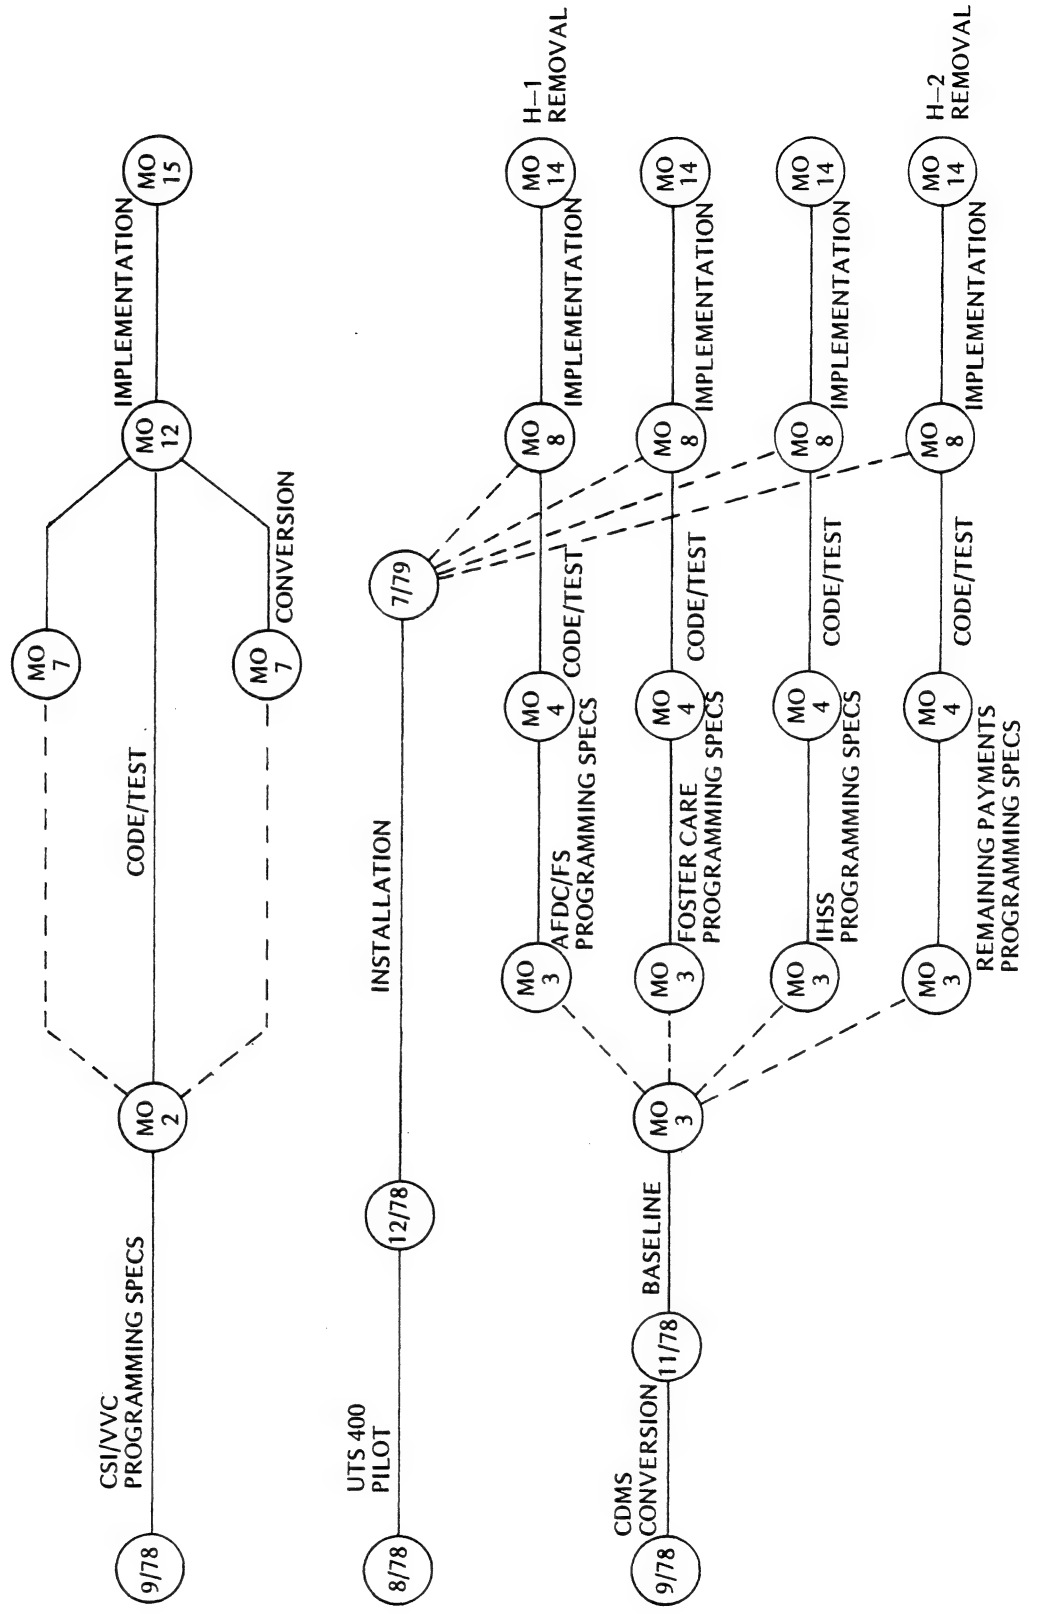 MO
7
9/78
CSI/VVC
PROGRAMMING SPECS
MO
2
CODE/TEST
MO
12
IMPLEMENTATION
MO
15
MO
7
CONVERSION
8/78
UTS 400
PILOT
12/78
INSTALLATION
7/79
9/78
CDMS
CONVERSION
11/78
BASELINE
MO
3
MO
3
AFDC/FS
PROGRAMMING SPECS
MO
4
CODE/TEST
MO
8
IMPLEMENTATION
MO
14
H-1
REMOVAL
MO
3
FOSTER CARE
PROGRAMMING SPECS
MO
4
CODE/TEST
MO
8
IMPLEMENTATION
MO
14
MO
3
IHSS
PROGRAMMING SPECS
MO
4
CODE/TEST
MO
8
IMPLEMENTATION
MO
14
MO
3
REMAINING PAYMENTS
PROGRAMMING SPECS
MO
4
CODE/TEST
MO
8
IMPLEMENTATION
MO
14
H-2
REMOVAL